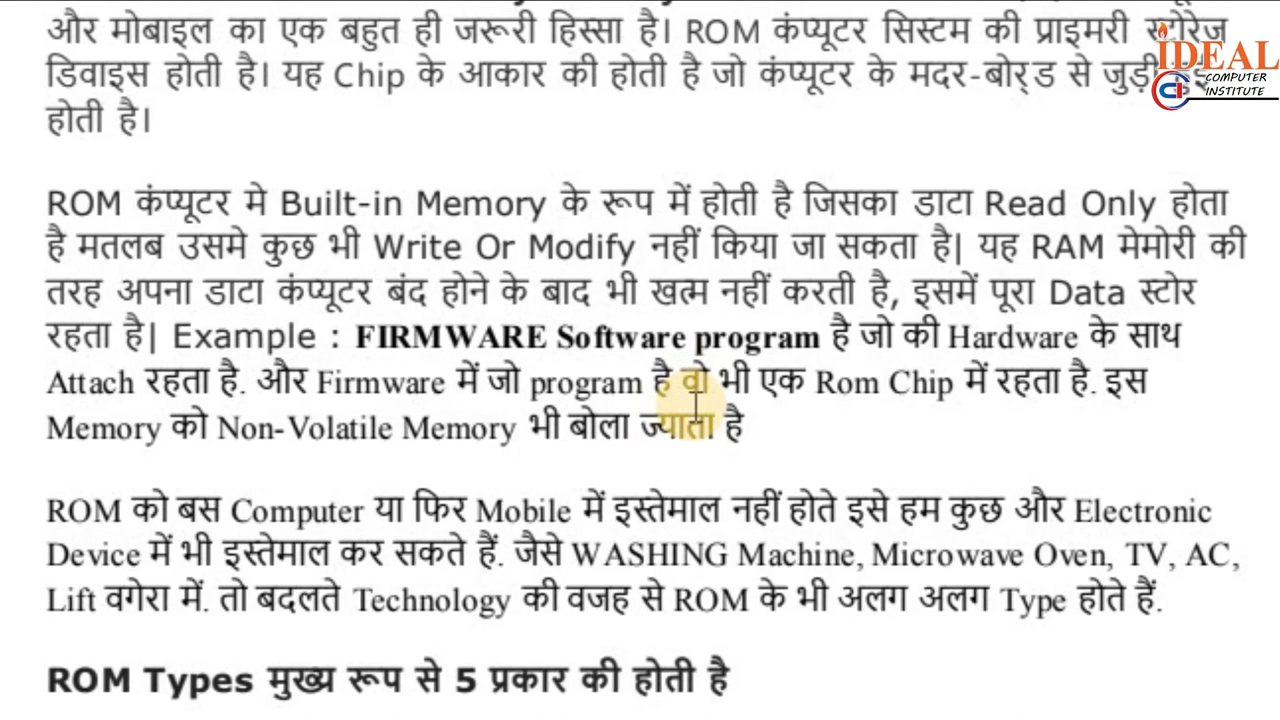 और मोबाइल का एक बहुत ही जरूरी हिस्सा है। ROM कंप्यूटर सिस्टम की प्राइमरी स्टोरेज
डिवाइस होती है। यह Chip के आकार की होती है जो कंप्यूटर के मदर-बोर्ड से जुड़ी हुई
होती है।
IDEAL
COMPUTER
INSTITUTE
ROM कंप्यूटर मे Built-in Memory के रूप में होती है जिसका डाटा Read Only होता
है मतलब उसमे कुछ भी Write Or Modify नहीं किया जा सकता है| यह RAM मेमोरी की
तरह अपना डाटा कंप्यूटर बंद होने के बाद भी खत्म नहीं करती है, इसमें पूरा Data स्टोर
रहता है| Example : FIRMWARE Software program है जो की Hardware के साथ
Attach रहता है. और Firmware में जो program है वो भी एक Rom Chip में रहता है. इस
Memory को Non-Volatile Memory भी बोला ज्याता है
ROM को बस Computer या फिर Mobile में इस्तेमाल नहीं होते इसे हम कुछ और Electronic
Device में भी इस्तेमाल कर सकते हैं. जैसे WASHING Machine, Microwave Oven, TV, AC,
Lift वगेरा में. तो बदलते Technology की वजह से ROM के भी अलग अलग Type होते हैं.
ROM Types मुख्य रूप से 5 प्रकार की होती है